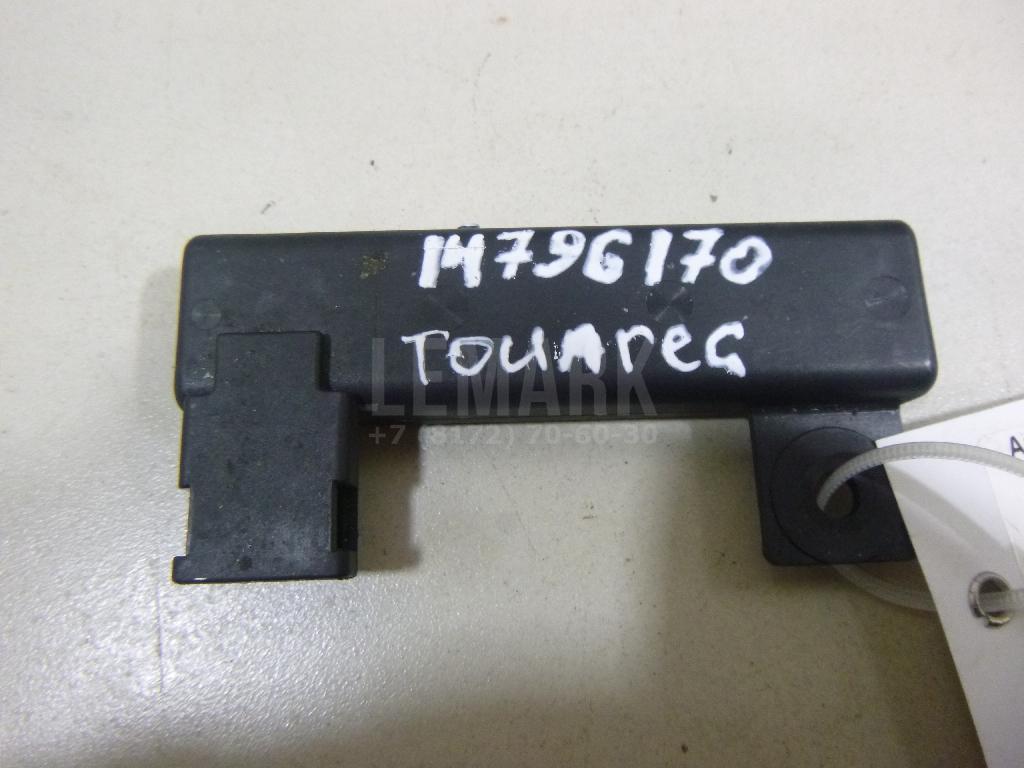 14796170
TOUAREG
LEMARK
+7 (8172) 70-60-30
A